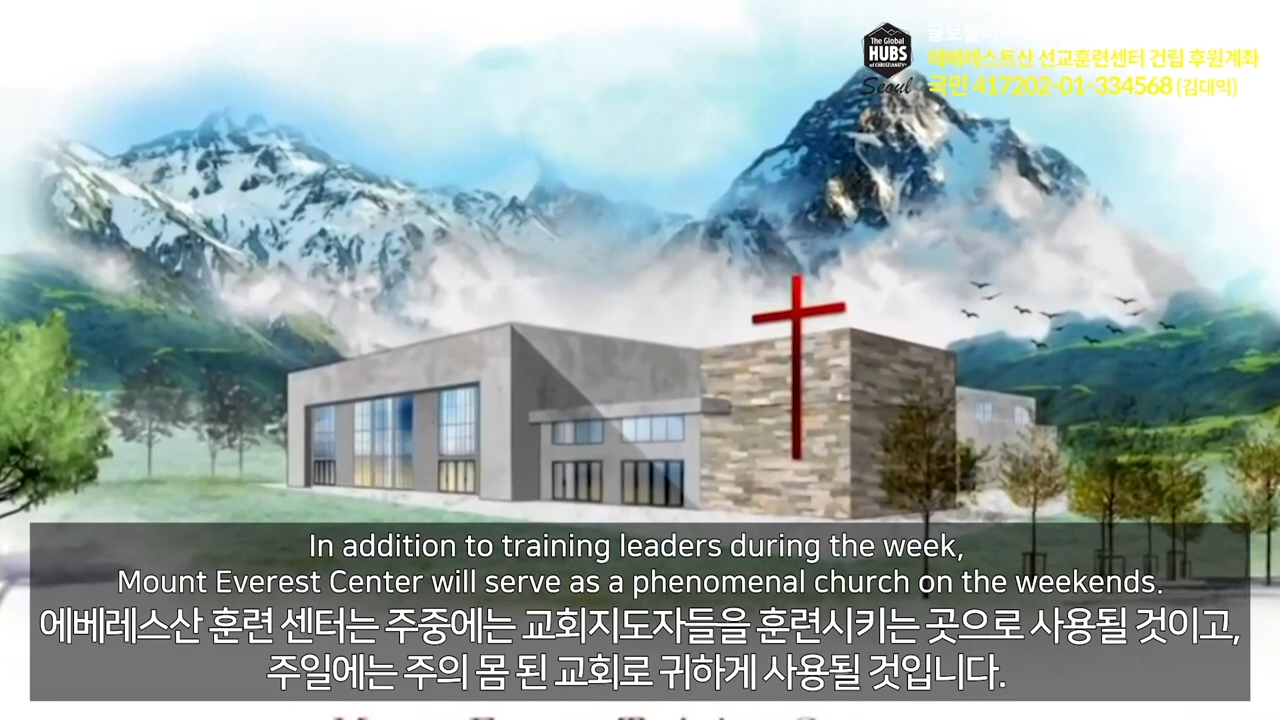 The Global
HUBS
of CHRISTIANITY
Seoul
에베레스트산 선교훈련센터 건립 후원계좌
국민 417202-01-334568 (김대억)
In addition to training leaders during the week,
Mount Everest Center will serve as a phenomenal church on the weekends.
에베레스산 훈련 센터는 주중에는 교회지도자들을 훈련시키는 곳으로 사용될 것이고,
주일에는 주의 몸 된 교회로 귀하게 사용될 것입니다.